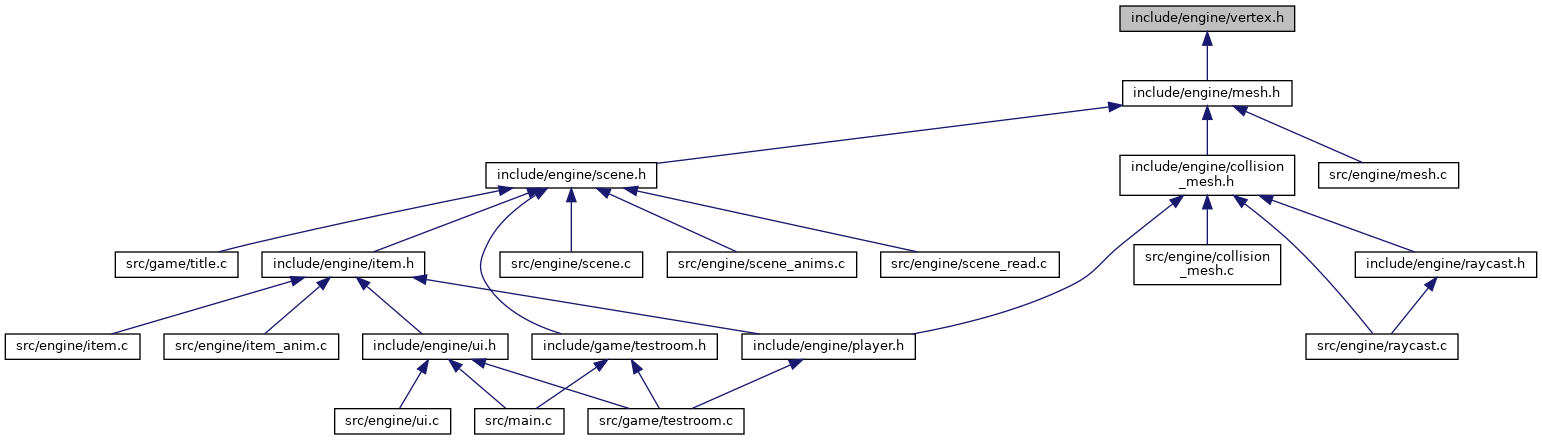 include/engine/vertex.h
include/engine/mesh.h
include/engine/scene.h
include/engine/collision
_mesh.h
src/engine/mesh.c
src/game/title.c
include/engine/item.h
src/engine/scene.c
src/engine/scene_anims.c
src/engine/scene_read.c
src/engine/collision
_mesh.c
include/engine/raycast.h
src/engine/item.c
src/engine/item_anim.c
include/engine/ui.h
include/game/testroom.h
include/engine/player.h
src/engine/raycast.c
src/engine/ui.c
src/main.c
src/game/testroom.c